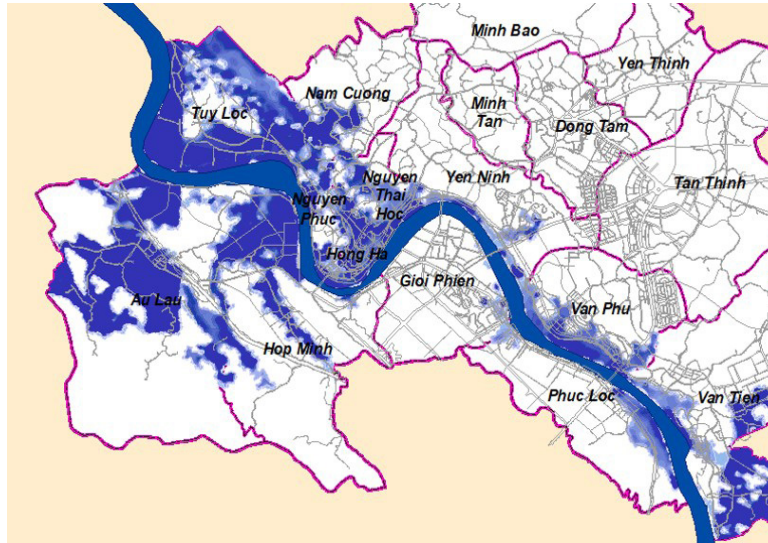 Minh Bao
Yen Thinh
Nam Cuong
Minh
Tan
Tuy Loc
Dong Tam
Nguyen
Thai
Hoc
Yen Ninh
Tan Thinh
Nguyen
Phuc
Hong Ha
Gioi Phien
Au Lau
Van Phu
Hop Minh
Phuc Loc
Van Tien